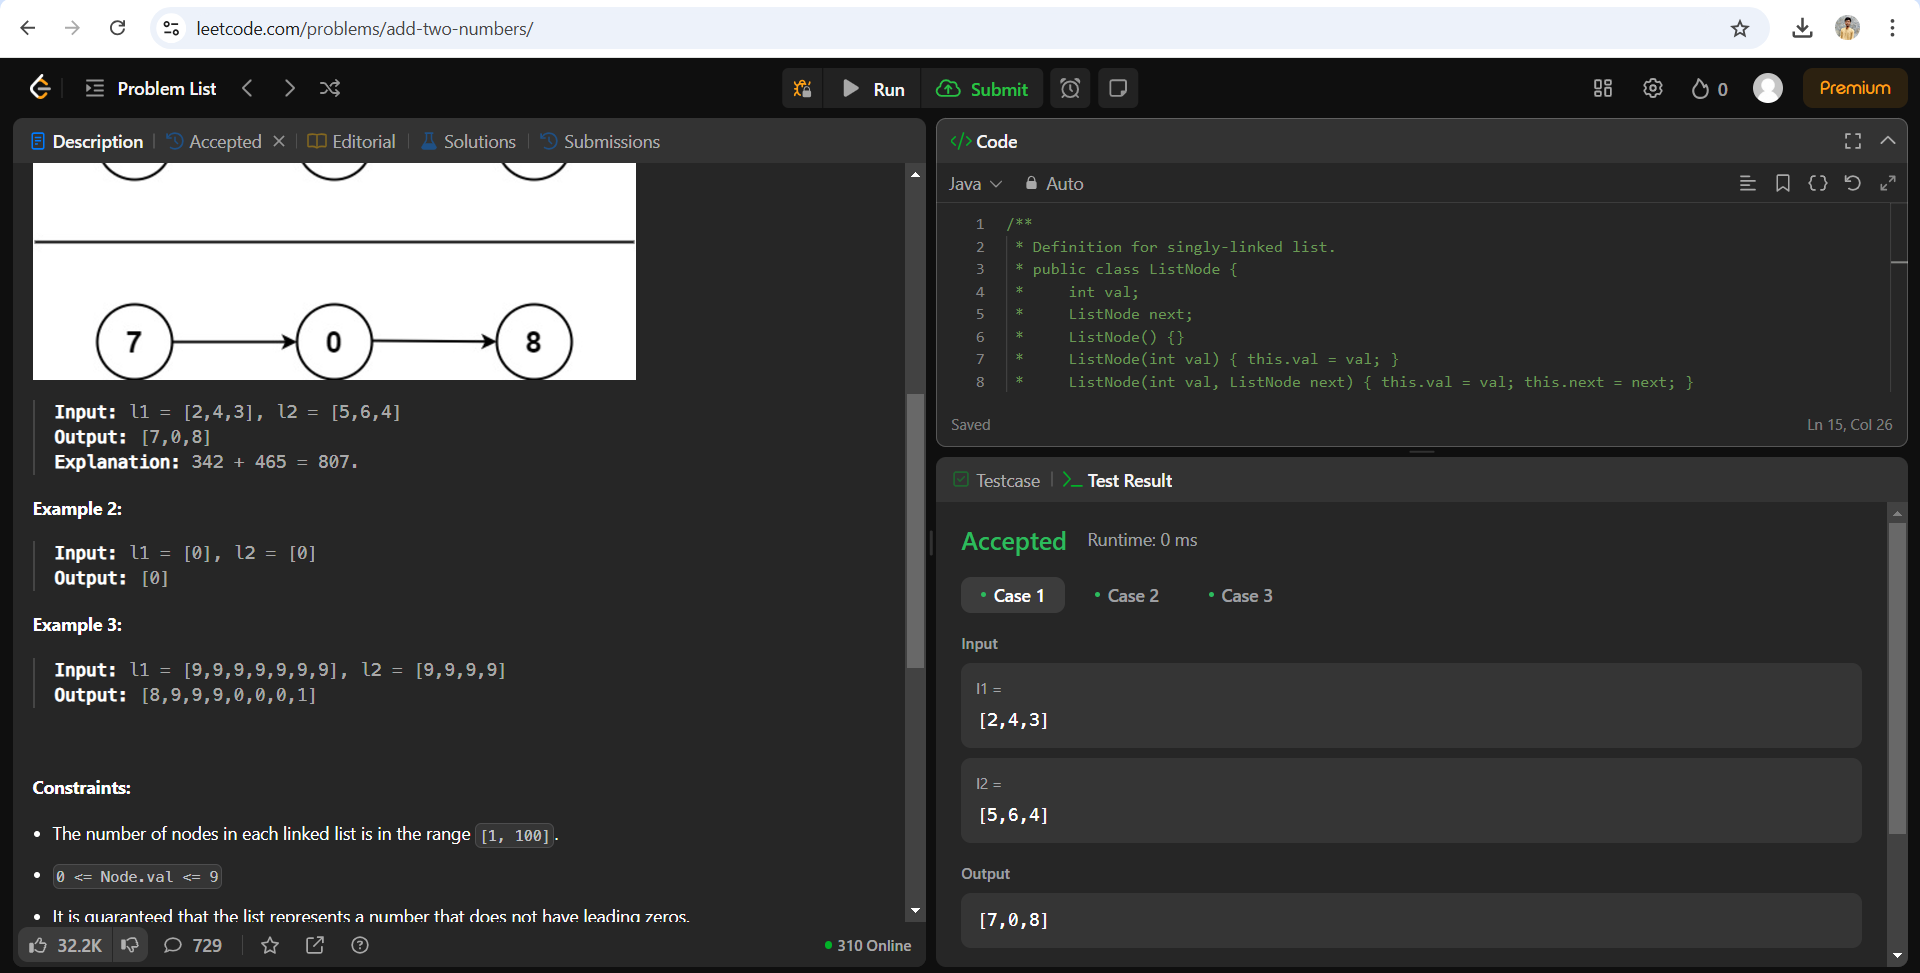 leetcode.com/problems/add-two-numbers/
Problem List
Run
Submit
0
Premium
Description
Accepted
Editorial
Solutions
Submissions
7
0
8
Input: l1 = [2,4,3], l2 = [5,6,4]
Output: [7,0,8]
Explanation: 342 + 465 = 807.
Example 2:
Input: l1 = [0], l2 = [0]
Output: [0]
Example 3:
Input: l1 = [9,9,9,9,9,9,9], l2 = [9,9,9,9]
Output: [8,9,9,9,0,0,0,1]
Constraints:
• The number of nodes in each linked list is in the range [1, 100].
• 0 <= Node.val <= 9
• It is guaranteed that the list represents a number that does not have leading zeros.
32.2K
729
310 Online
</> Code
Java
Auto
1 /**
2 * Definition for singly-linked list.
3 * public class ListNode {
4 *     int val;
5 *     ListNode next;
6 *     ListNode() {}
7 *     ListNode(int val) { this.val = val; }
8 *     ListNode(int val, ListNode next) { this.val = val; this.next = next; }
Saved
Ln 15, Col 26
Testcase
>_ Test Result
Accepted
Runtime: 0 ms
• Case 1
• Case 2
• Case 3
Input
l1 =
[2,4,3]
l2 =
[5,6,4]
Output
[7,0,8]